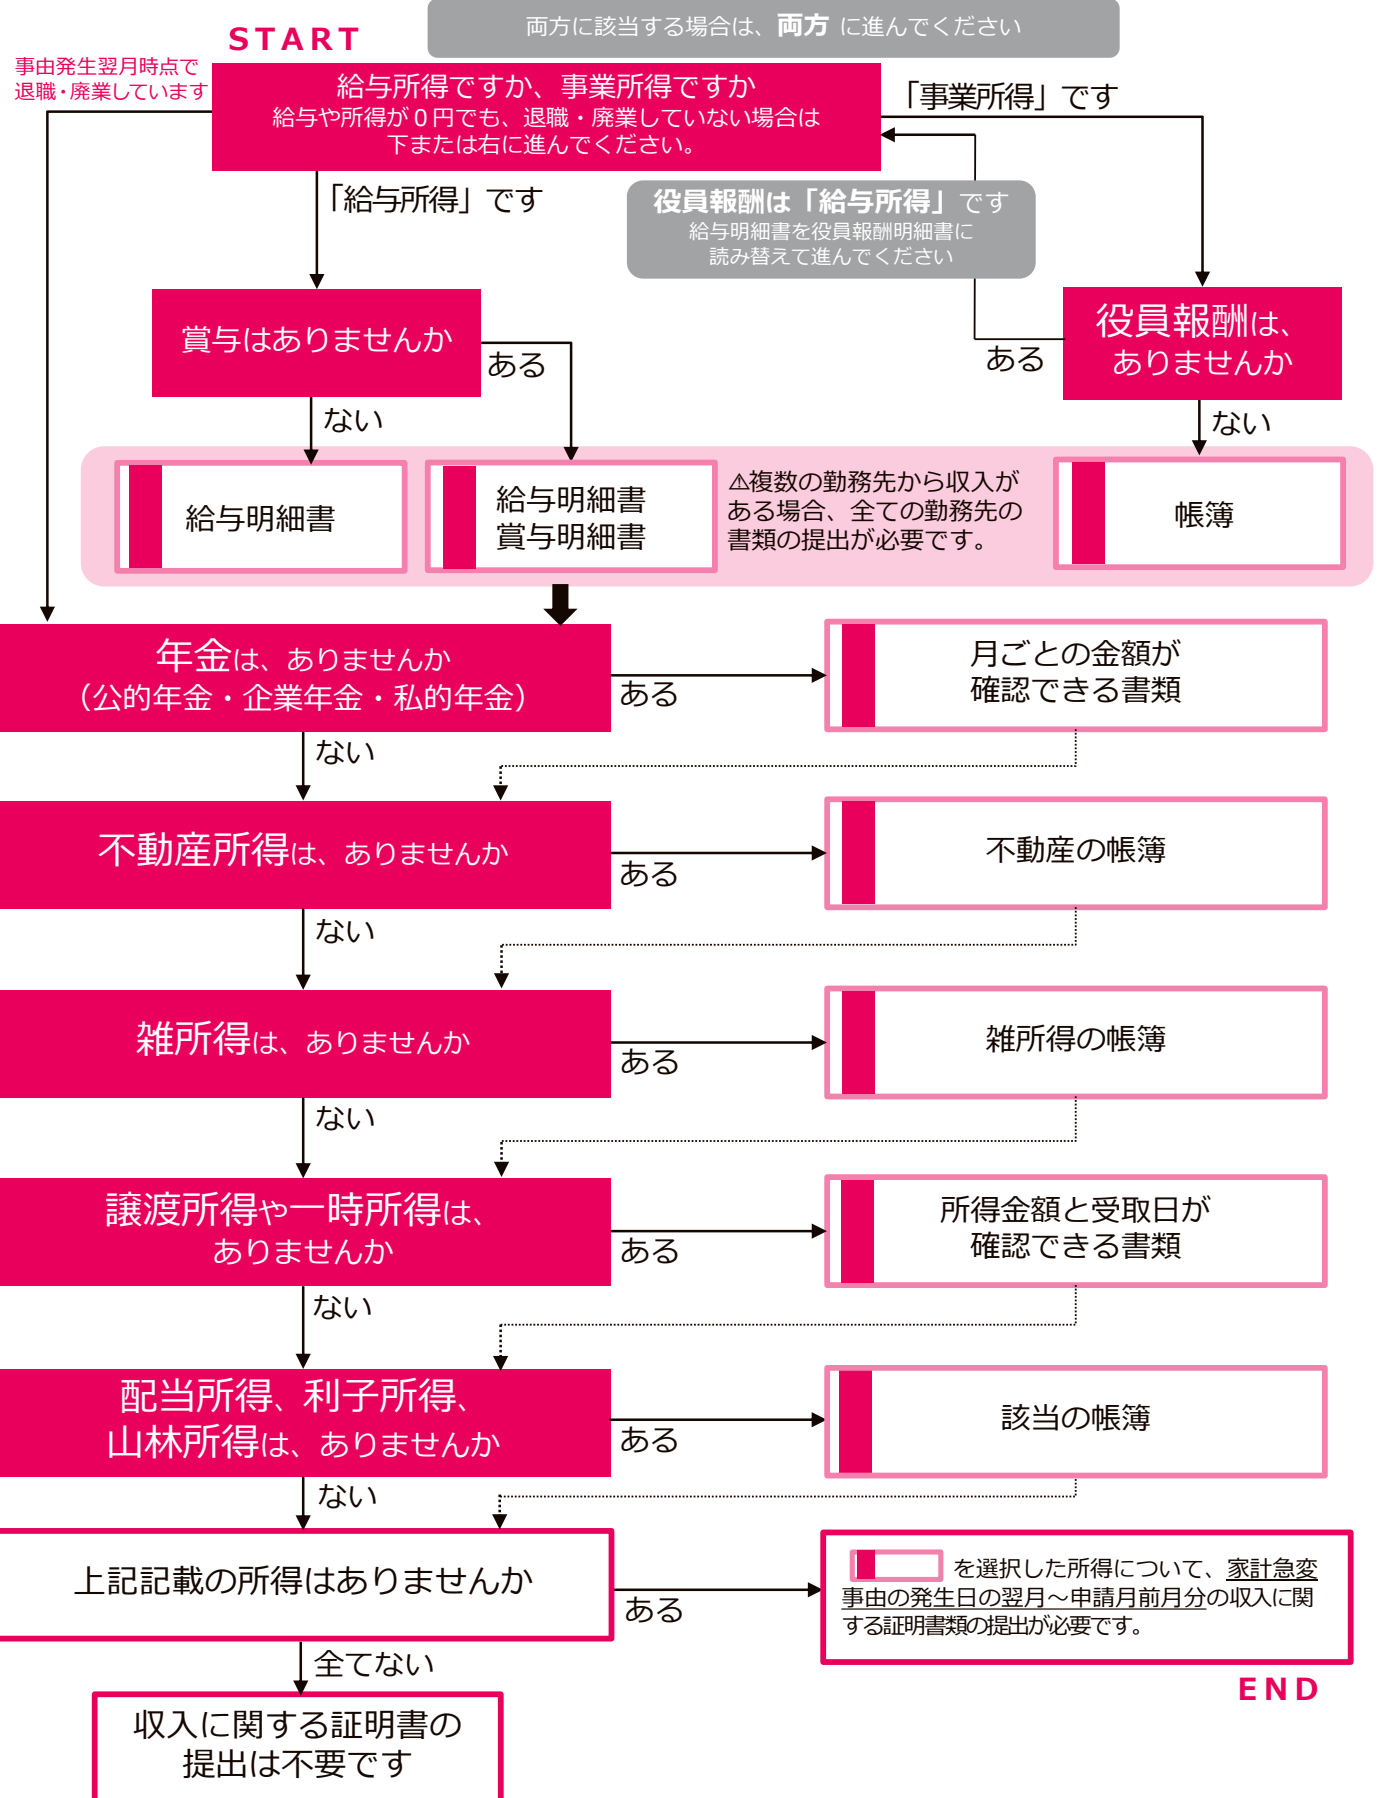 両方に該当する場合は、両方 に進んでください
START
事由発生翌月時点で
退職・廃業しています
給与所得ですか、事業所得ですか
給与や所得が０円でも、退職・廃業していない場合は
下または右に進んでください。
「事業所得」です
「給与所得」です
役員報酬は「給与所得」です
給与明細書を役員報酬明細書に
読み替えて進んでください
賞与はありませんか
ある
ない
役員報酬は、
ありませんか
ある
ない
給与明細書
給与明細書
賞与明細書
⚠複数の勤務先から収入が
ある場合、全ての勤務先の
書類の提出が必要です。
帳簿
年金は、ありませんか
（公的年金・企業年金・私的年金）
ある
月ごとの金額が
確認できる書類
ない
不動産所得は、ありませんか
ある
不動産の帳簿
ない
雑所得は、ありませんか
ある
雑所得の帳簿
ない
譲渡所得や一時所得は、
ありませんか
ある
所得金額と受取日が
確認できる書類
ない
配当所得、利子所得、
山林所得は、ありませんか
ある
該当の帳簿
ない
上記記載の所得はありませんか
ある
を選択した所得について、家計急変
事由の発生日の翌月～申請月前月分の収入に関
する証明書類の提出が必要です。
END
全てない
収入に関する証明書の
提出は不要です